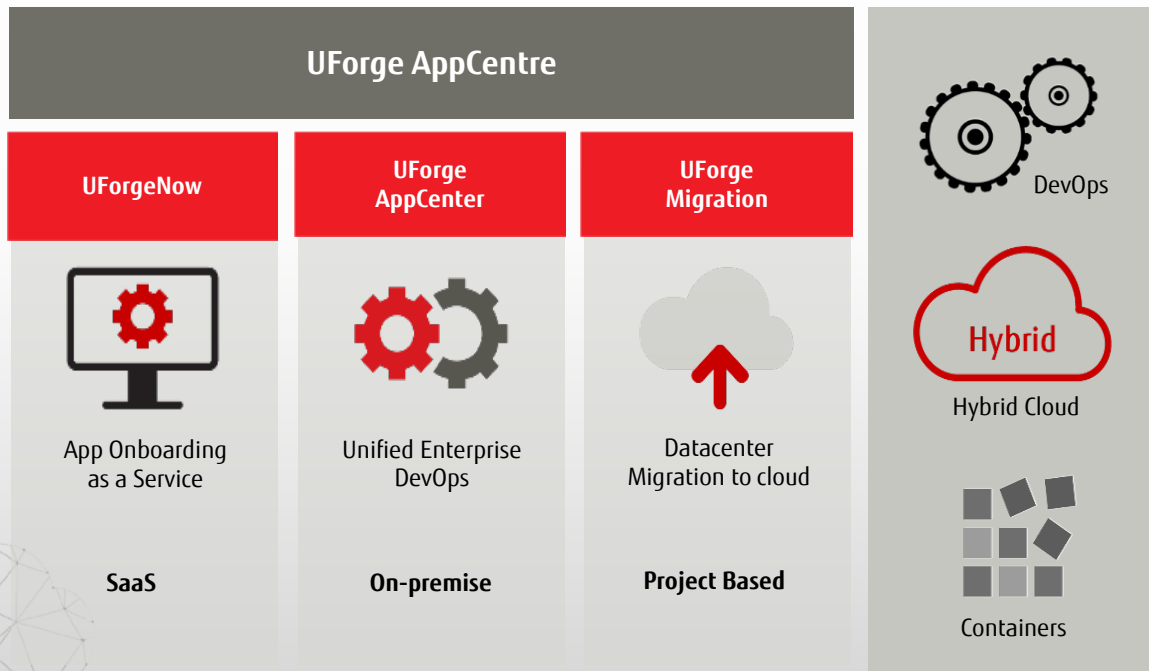 UForge AppCentre
UForgeNow
App Onboarding
as a Service
SaaS
UForge
AppCenter
Unified Enterprise
DevOps
On-premise
UForge
Migration
Datacenter
Migration to cloud
Project Based
DevOps
Hybrid
Hybrid Cloud
Containers